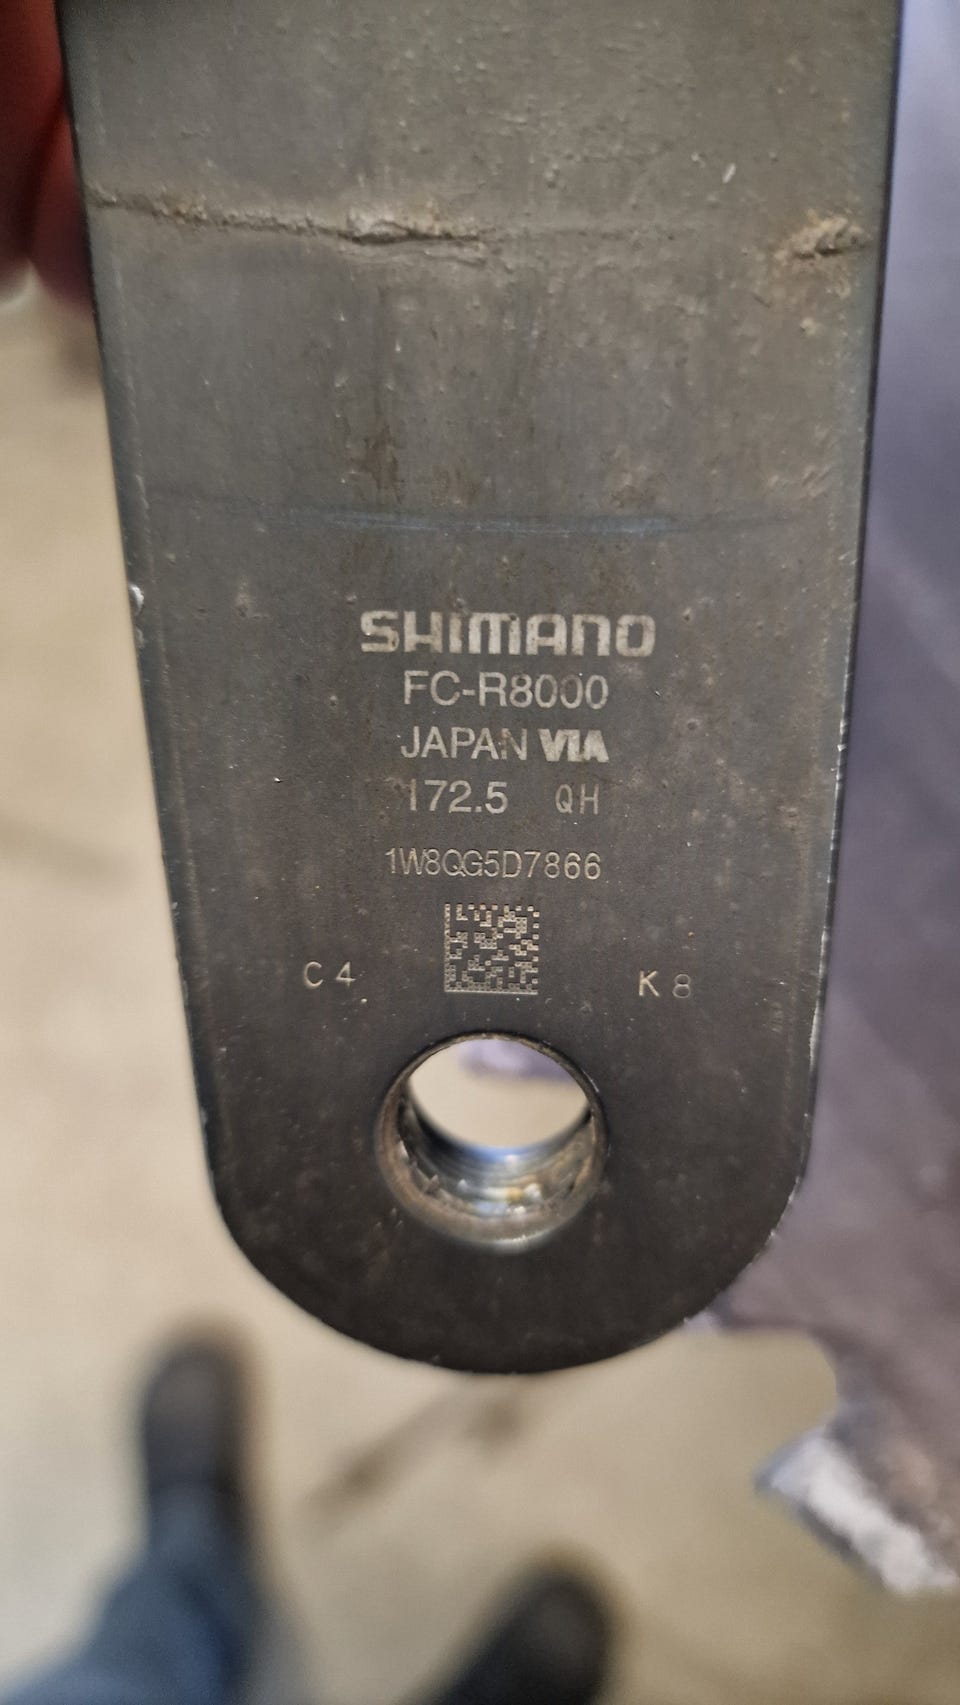 SHIMANO
FC-R8000
JAPAN VIA
172.5 QH
1W8QG5D7866
C4 K8